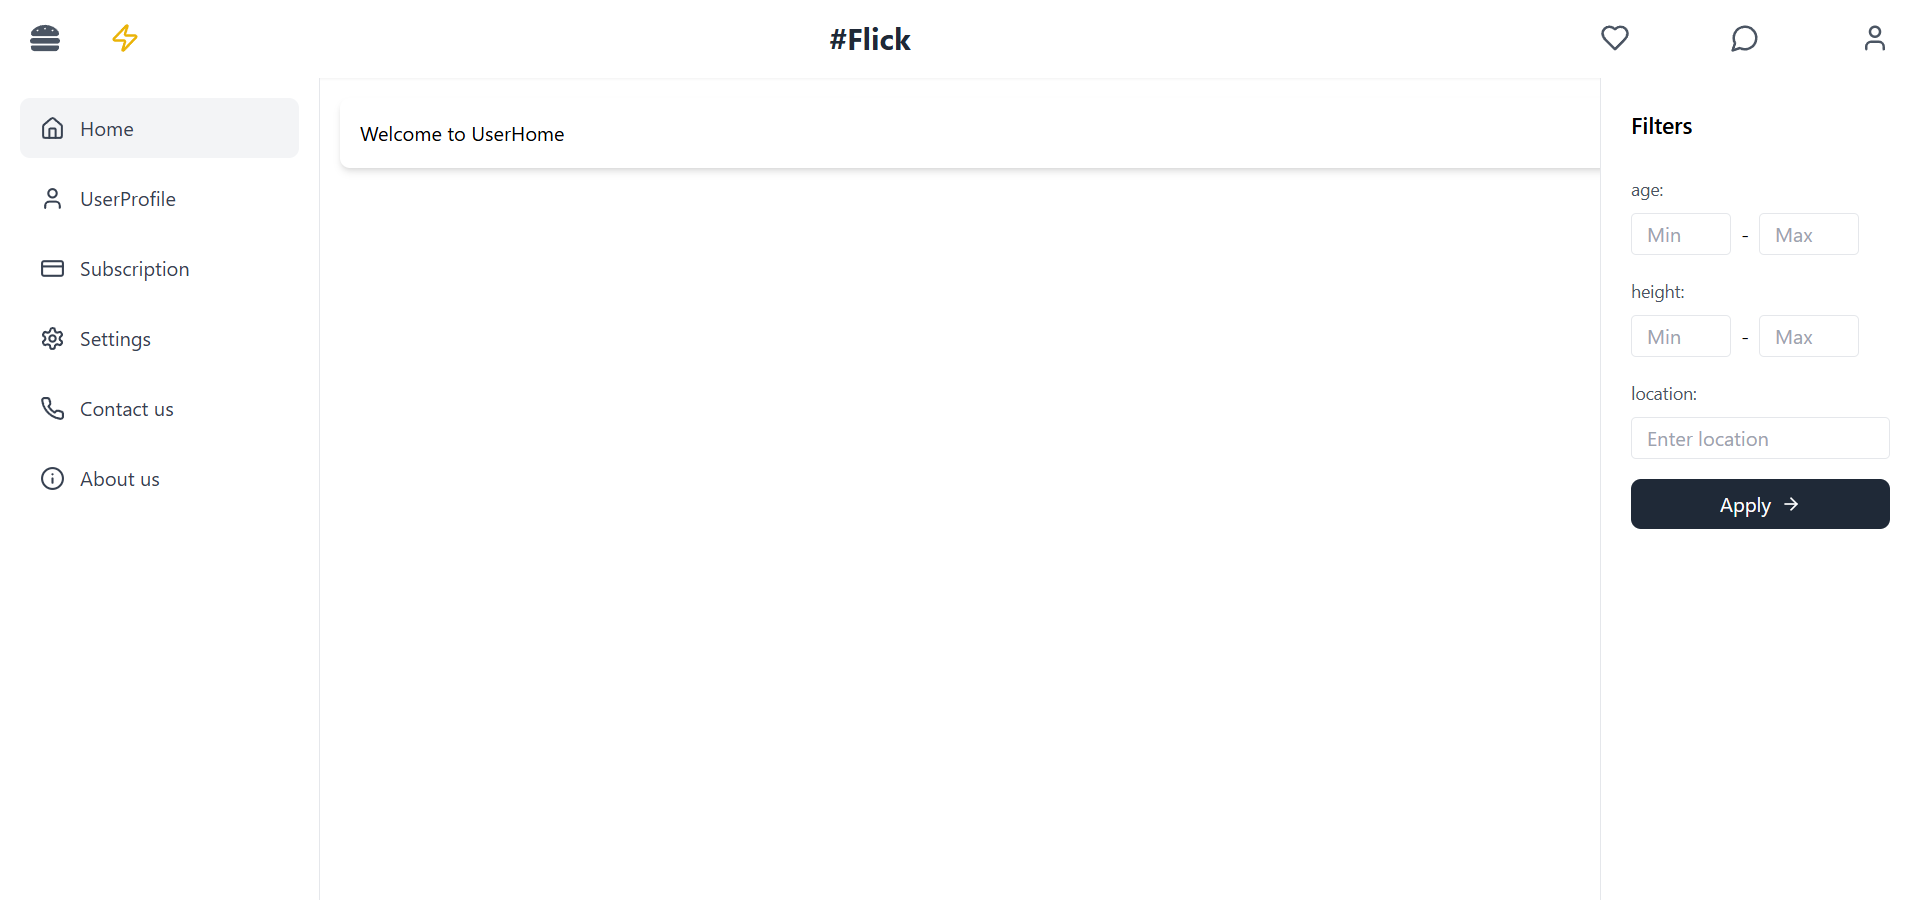 #Flick
Home
UserProfile
Subscription
Settings
Contact us
About us
Welcome to UserHome
Filters
age:
Min - Max
height:
Min - Max
location:
Enter location
Apply →